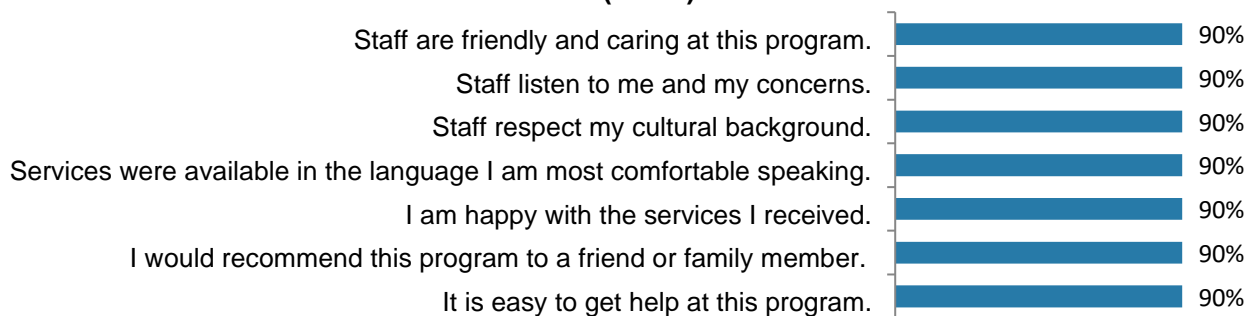 Staff are friendly and caring at this program. 90%
Staff listen to me and my concerns. 90%
Staff respect my cultural background. 90%
Services were available in the language I am most comfortable speaking. 90%
I am happy with the services I received. 90%
I would recommend this program to a friend or family member. 90%
It is easy to get help at this program. 90%